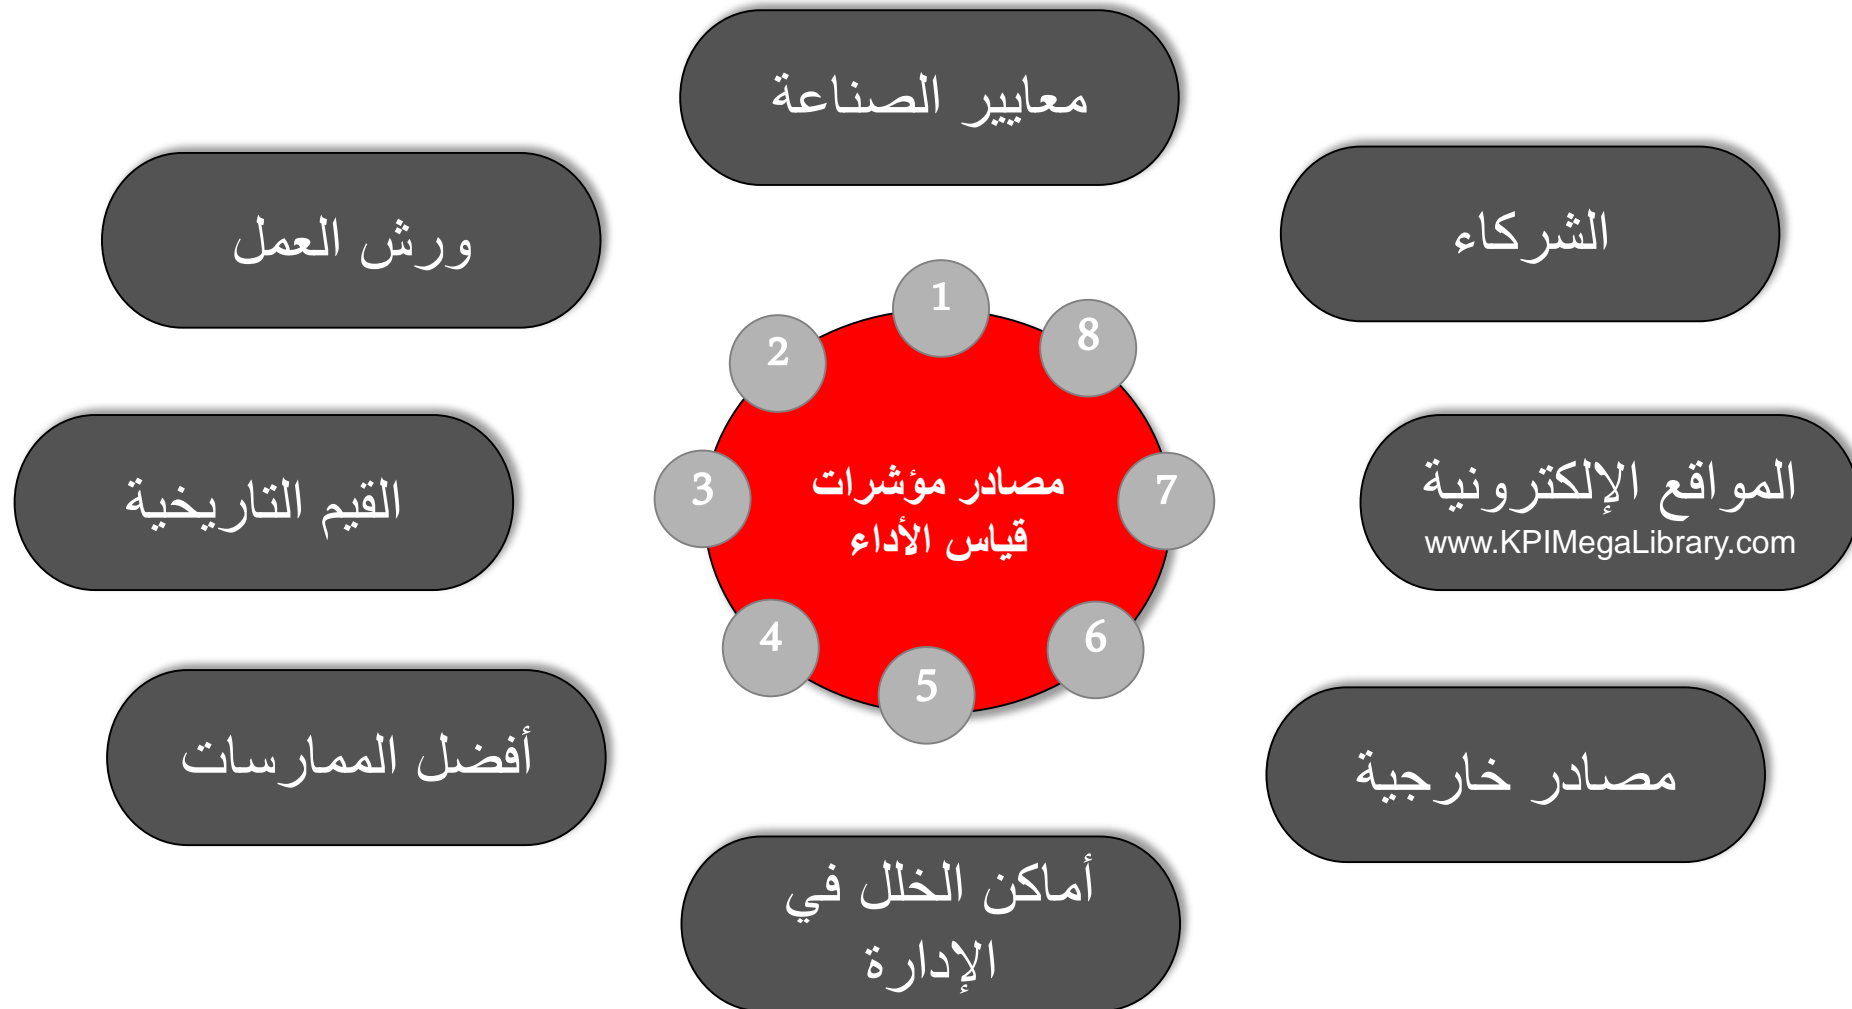 معايير الصناعة
ورش العمل
الشركاء
1
8
2
القيم التاريخية
3
مصادر مؤشرات
قياس الأداء
7
المواقع الإلكترونية
www.KPIMegaLibrary.com
4
6
5
أفضل الممارسات
مصادر خارجية
أماكن الخلل في
الإدارة